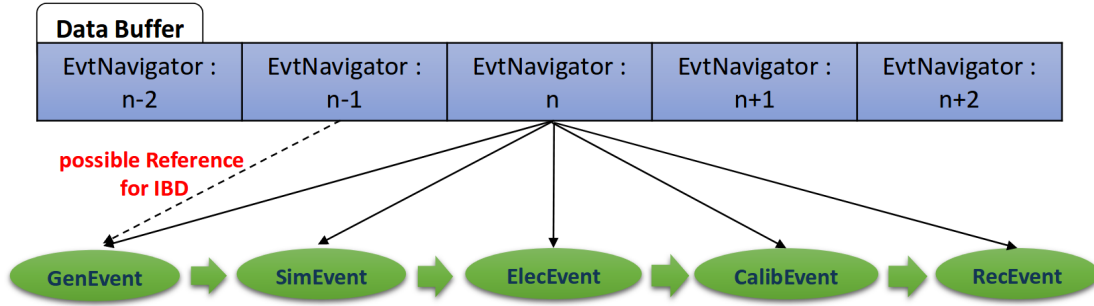 Data Buffer
EvtNavigator :
n-2
EvtNavigator :
n-1
EvtNavigator :
n
EvtNavigator :
n+1
EvtNavigator :
n+2
possible Reference
for IBD
GenEvent
SimEvent
ElecEvent
CalibEvent
RecEvent